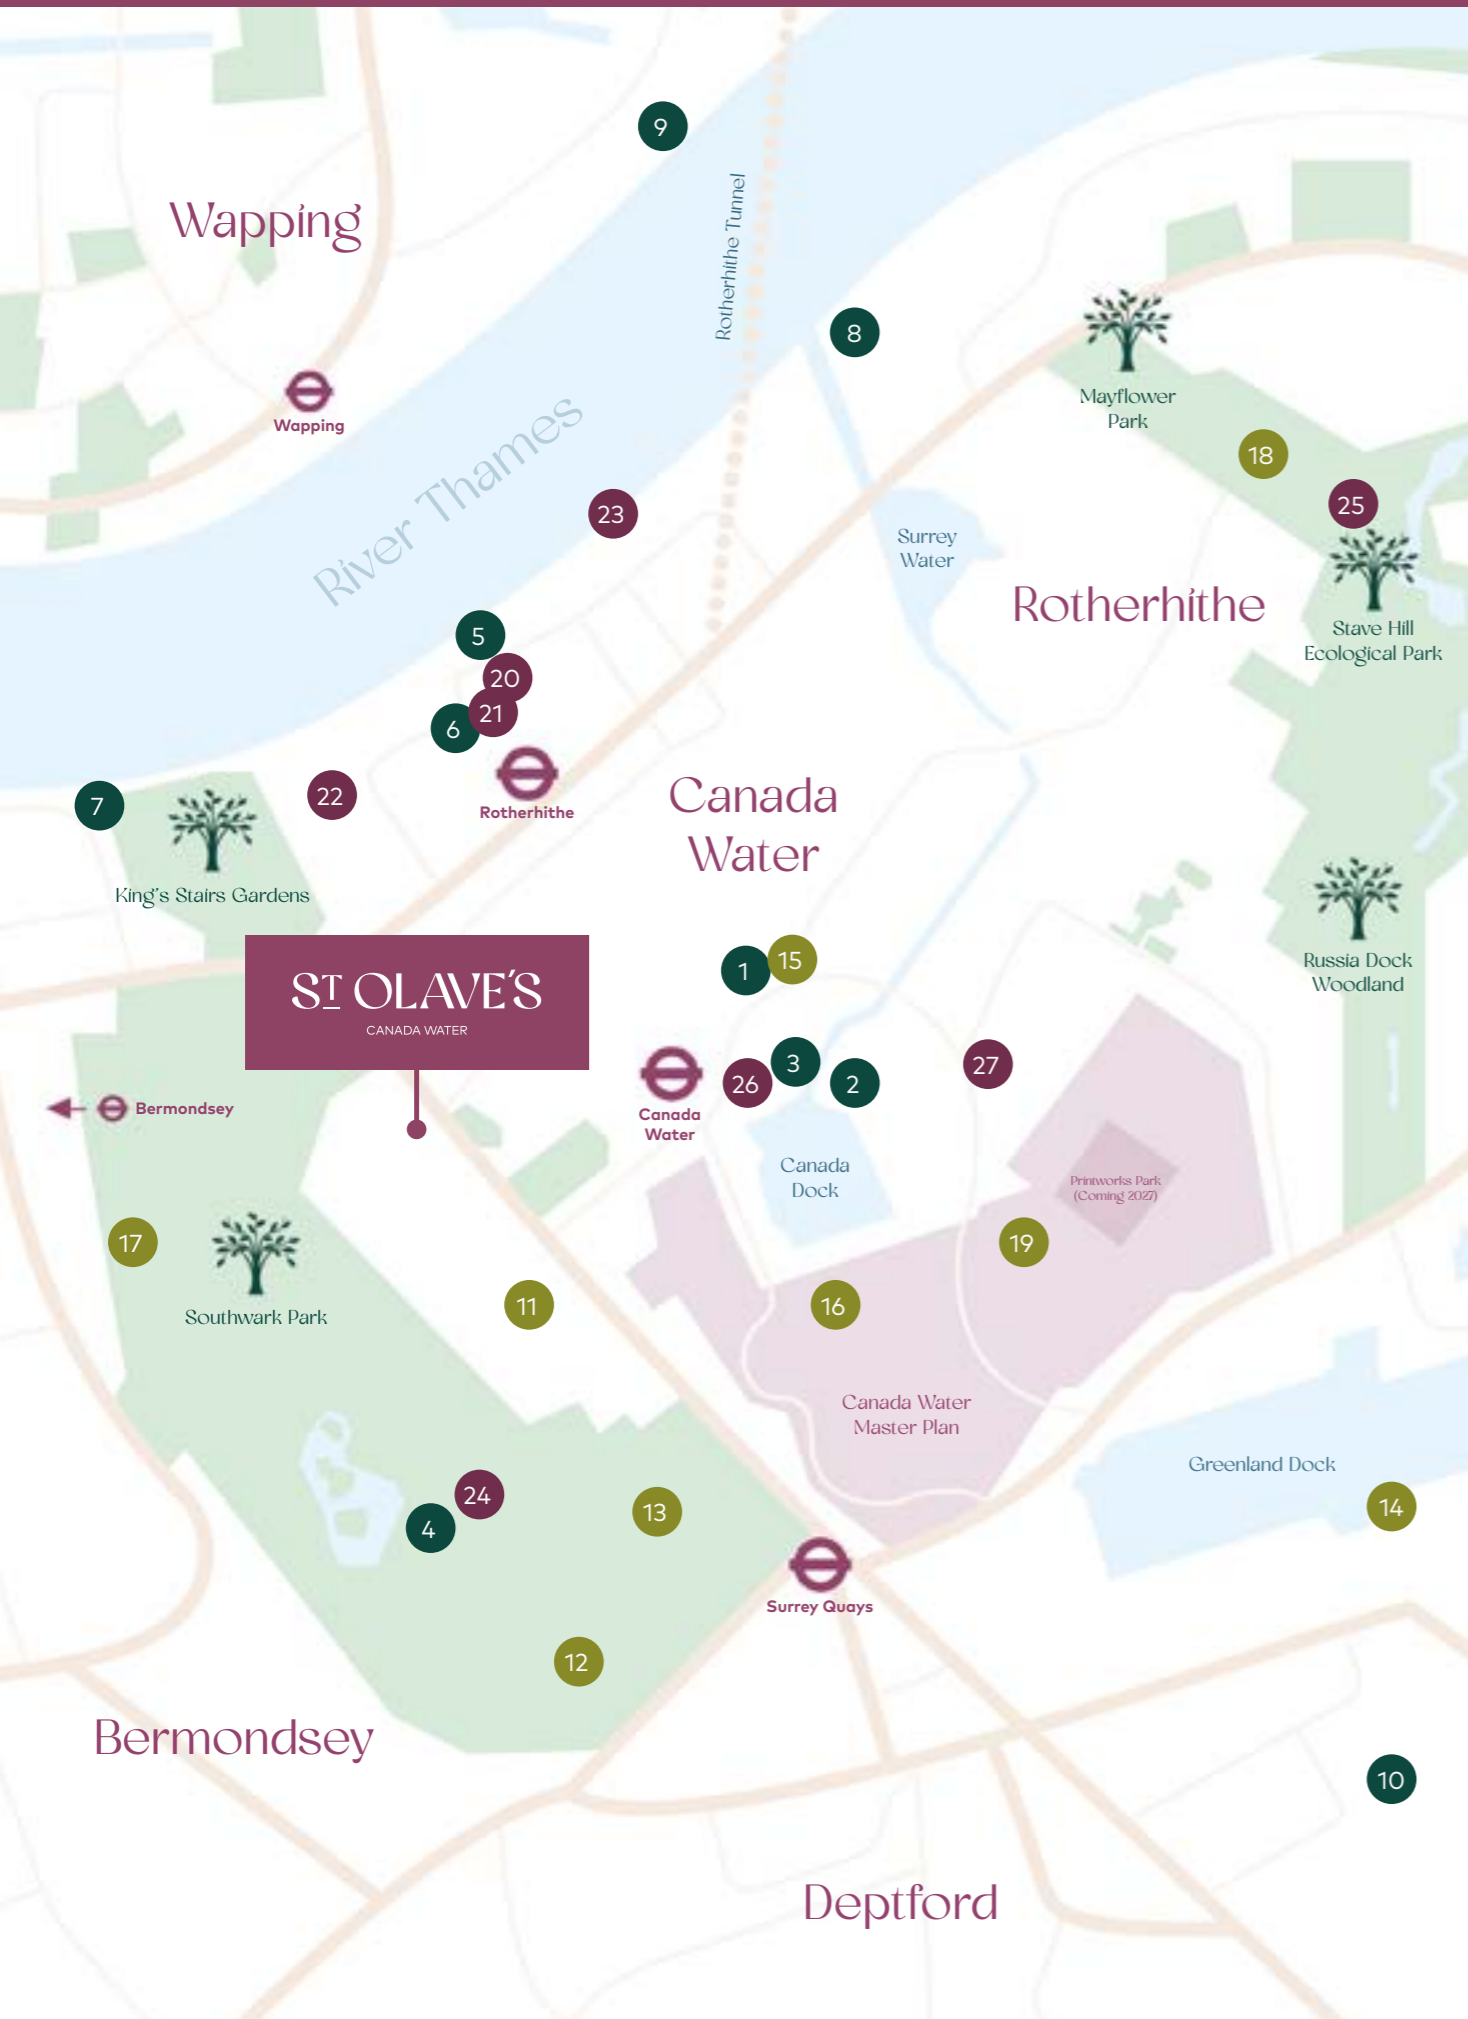 9
Wapping
Rotherhithe Tunnel
8
Mayflower
Park
Wapping
18
River Thames
25
23
Surrey
Water
Rotherhithe
Stave Hill
Ecological Park
5
20
21
6
Rotherhithe
7
22
King's Stairs Gardens
Canada
Water
1
15
Russia Dock
Woodland
ST OLAVE'S
CANADA WATER
26
3
2
27
Canada
Water
Bermondsey
Canada
Dock
Printworks Park
(Coming 2027)
17
19
Southwark Park
11
16
Canada Water
Master Plan
Greenland Dock
24
4
13
14
Surrey Quays
12
Bermondsey
10
Deptford